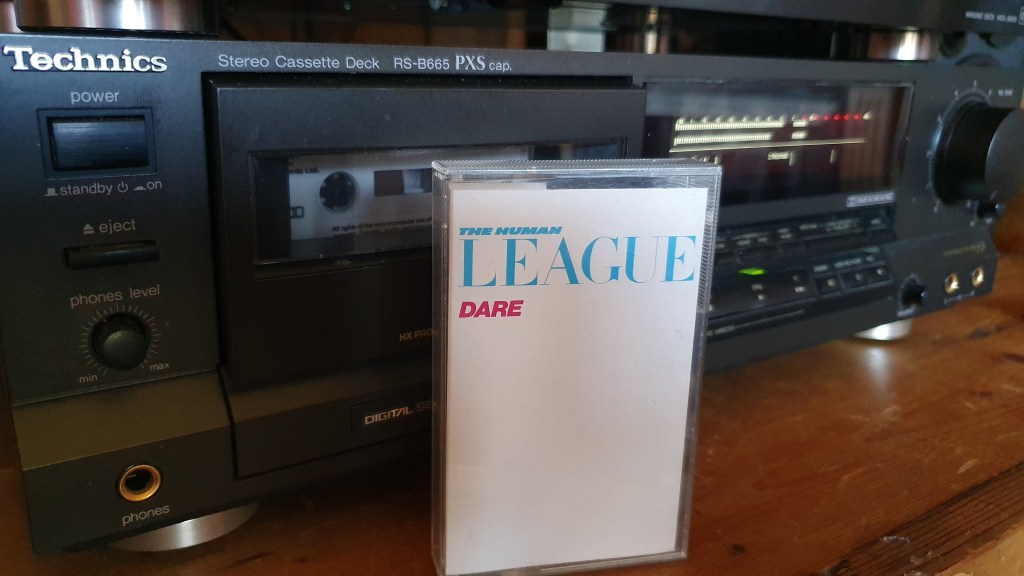 Technics
Stereo Cassette Deck RS-B665 PXS cap.
power
standby on
eject
phones level
min max
phones
HX PRO
DIGITAL
THE HUMAN
LEAGUE
DARE